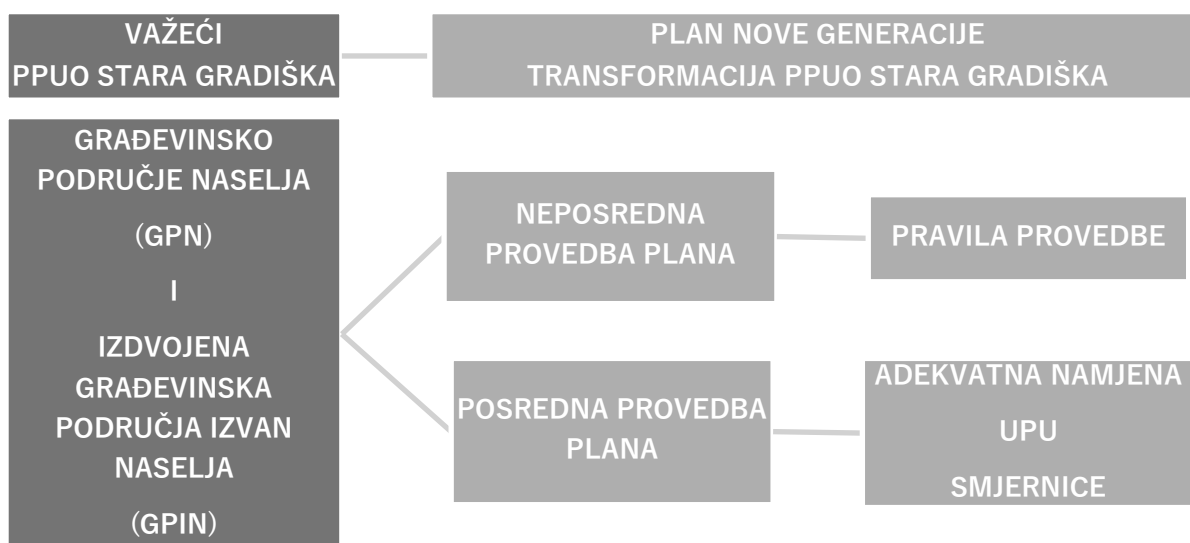 VAŽEĆI
PPUO STARA GRADIŠKA
PLAN NOVE GENERACIJE
TRANSFORMACIJA PPUO STARA GRADIŠKA
GRAĐEVINSKO
PODRUČJE NASELJA
(GPN)
I
IZDVOJENA
GRAĐEVINSKA
PODRUČJA IZVAN
NASELJA
(GPIN)
NEPOSREDNA
PROVEDBA PLANA
PRAVILA PROVEDBE
POSREDNA PROVEDBA
PLANA
ADEKVATNA NAMJENA
UPU
SMJERNICE